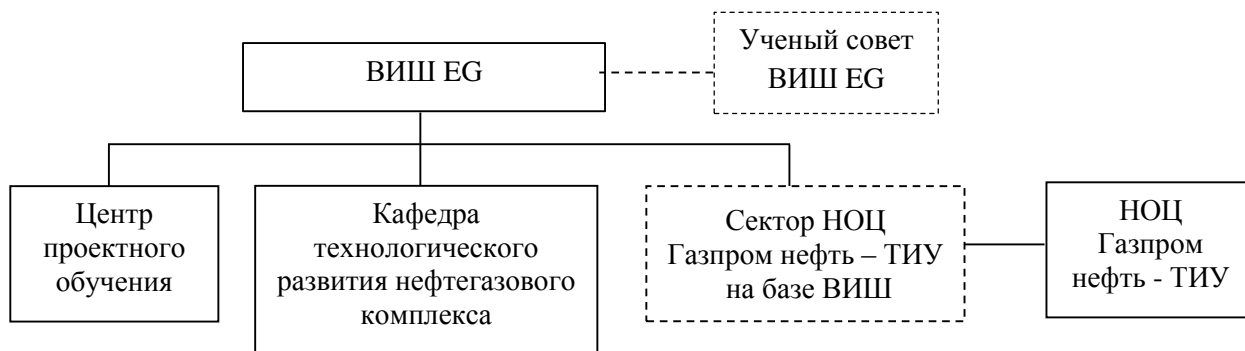 ВИШ EG
Ученый совет
ВИШ EG
Центр
проектного
обучения
Кафедра
технологического
развития нефтегазового
комплекса
Сектор НОЦ
Газпром нефть – ТИУ
на базе ВИШ
НОЦ
Газпром
нефть - ТИУ